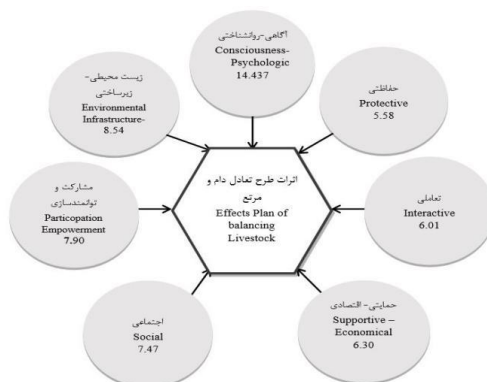 آگاهی-روانشناختی
Consciousness-
Psychologic
14.437
زیست محیطی-
زیرساختی
Environmental
Infrastructure-
8.54
حفاظتی
Protective
5.58
اثرات طرح تعادل دام و
مرتع
Effects Plan of
balancing
Livestock
مشارکت و
توانمندسازی
Particopation
Empowerment
7.90
تعاملی
Interactive
6.01
اجتماعی
Social
7.47
حمایتی- اقتصادی
Supportive –
Economical
6.30